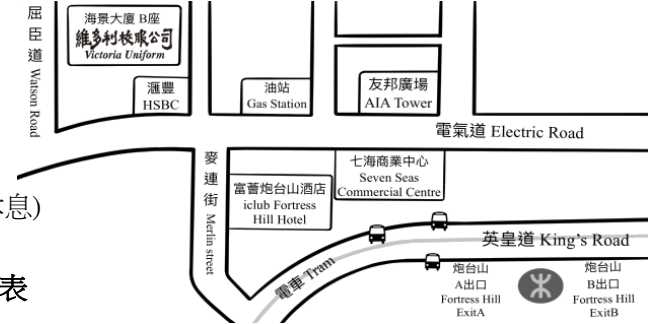 屈臣道 Watson Road
海景大廈 B座
維多利校服公司
Victoria Uniform
滙豐
HSBC
油站
Gas Station
友邦廣場
AIA Tower
電氣道 Electric Road
麥連街 Merlin street
七海商業中心
Seven Seas
Commercial Centre
富薈炮台山酒店
iclub Fortress
Hill Hotel
息)
英皇道 King's Road
電車 Tram
表
炮台山
A出口
Fortress Hill
ExitA
炮台山
B出口
Fortress Hill
ExitB